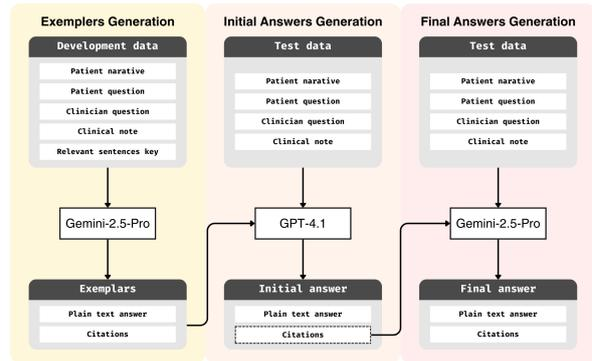 Exemplars Generation
Development data
Patient narative
Patient question
Clinician question
Clinical note
Relevant sentences key
Gemini-2.5-Pro
Exemplars
Plain text answer
Citations
Initial Answers Generation
Test data
Patient narative
Patient question
Clinician question
Clinical note
GPT-4.1
Initial answer
Plain text answer
Citations
Final Answers Generation
Test data
Patient narative
Patient question
Clinician question
Clinical note
Gemini-2.5-Pro
Final answer
Plain text answer
Citations